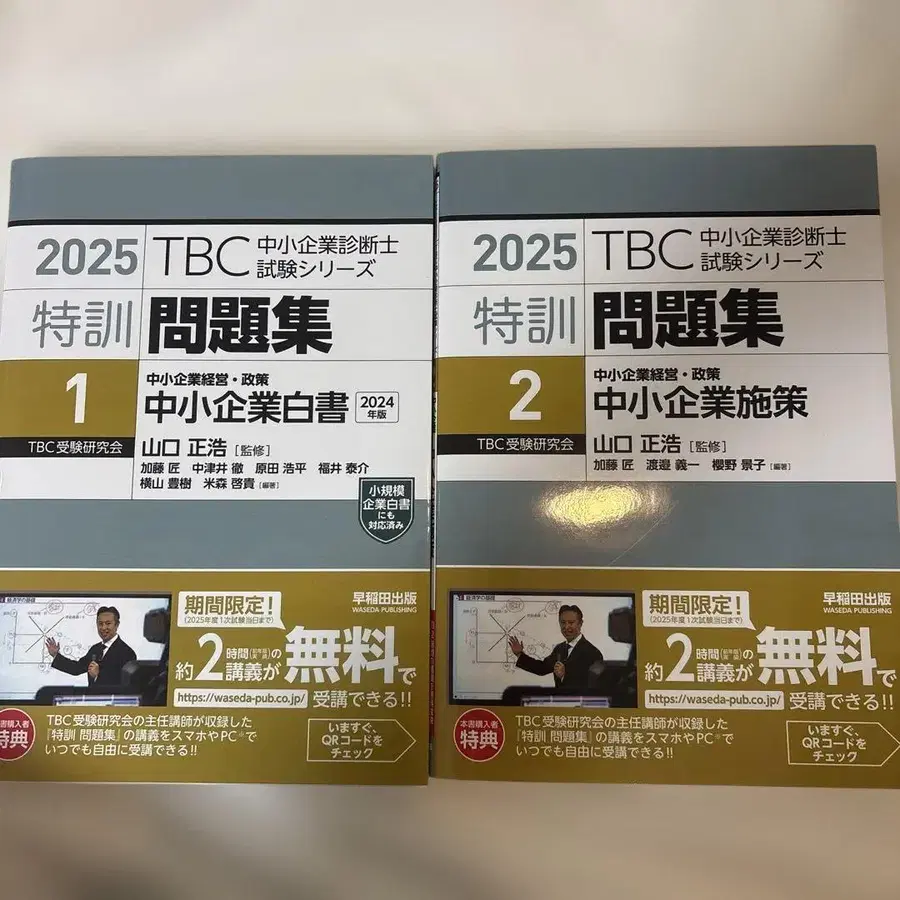 2025
TBC 中小企業診断士
試験シリーズ
特訓 問題集
1
中小企業経営・政策
中小企業白書 2024年版
TBC受験研究会
山口 正浩 [監修]
加藤 匠 中津井 徹 原田 浩平 福井 泰介
横山 豊樹 米森 啓貴 [編著]
小規模
企業白書
にも
対応済み
経済学の基礎
期間限定!
(2025年度1次試験当日まで)
約2時間の講義が無料で
https://waseda-pub.co.jp/ 受講できる!!
早稲田出版
WASEDA PUBLISHING
書購入者
特典
TBC受験研究会の主任講師が収録した
『特訓 問題集』の講義をスマホやPC※で
いつでも自由に受講できる!!
いますぐ、
QRコードを
チェック
2025
TBC 中小企業診断士
試験シリーズ
特訓 問題集
2
中小企業経営・政策
中小企業施策
TBC受験研究会
山口 正浩 [監修]
加藤 匠 渡邉 義一 櫻野 景子 [編著]
経済学の基礎
期間限定!
(2025年度1次試験当日まで)
約2時間の講義が無料で
https://waseda-pub.co.jp/ 受講できる!!
早稲田出版
WASEDA PUBLISHING
本書購入者
特典
TBC受験研究会の主任講師が収録した
『特訓 問題集』の講義をスマホやPC※で
いつでも自由に受講できる!!
いますぐ、
QRコードを
チェック